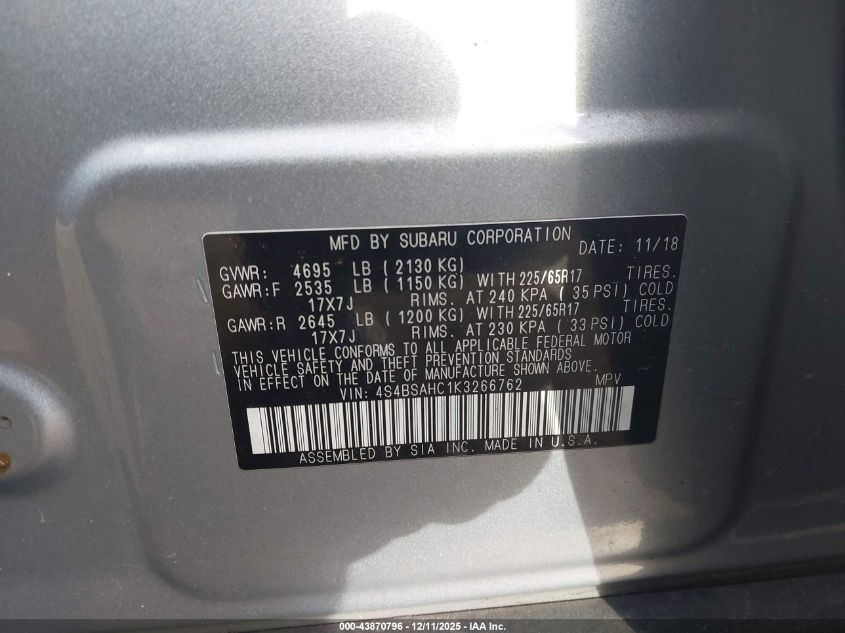 MFD BY SUBARU CORPORATION DATE: 11/18
GVWR: 4695 LB ( 2130 KG)
GAWR:F 2535 LB ( 1150 KG) WITH 225/65R17 TIRES.
17X7J RIMS. AT 240 KPA ( 35 PSI) COLD
GAWR:R 2645 LB ( 1200 KG) WITH 225/65R17 TIRES.
17X7J RIMS. AT 230 KPA ( 33 PSI) COLD
THIS VEHICLE CONFORMS TO ALL APPLICABLE FEDERAL MOTOR
VEHICLE SAFETY AND THEFT PREVENTION STANDARDS
IN EFFECT ON THE DATE OF MANUFACTURE SHOWN ABOVE.
VIN: 4S4BSAHC1K3266762 MPV
ASSEMBLED BY SIA INC. MADE IN U.S.A.
000-43870796 - 12/11/2025 - IAA Inc.